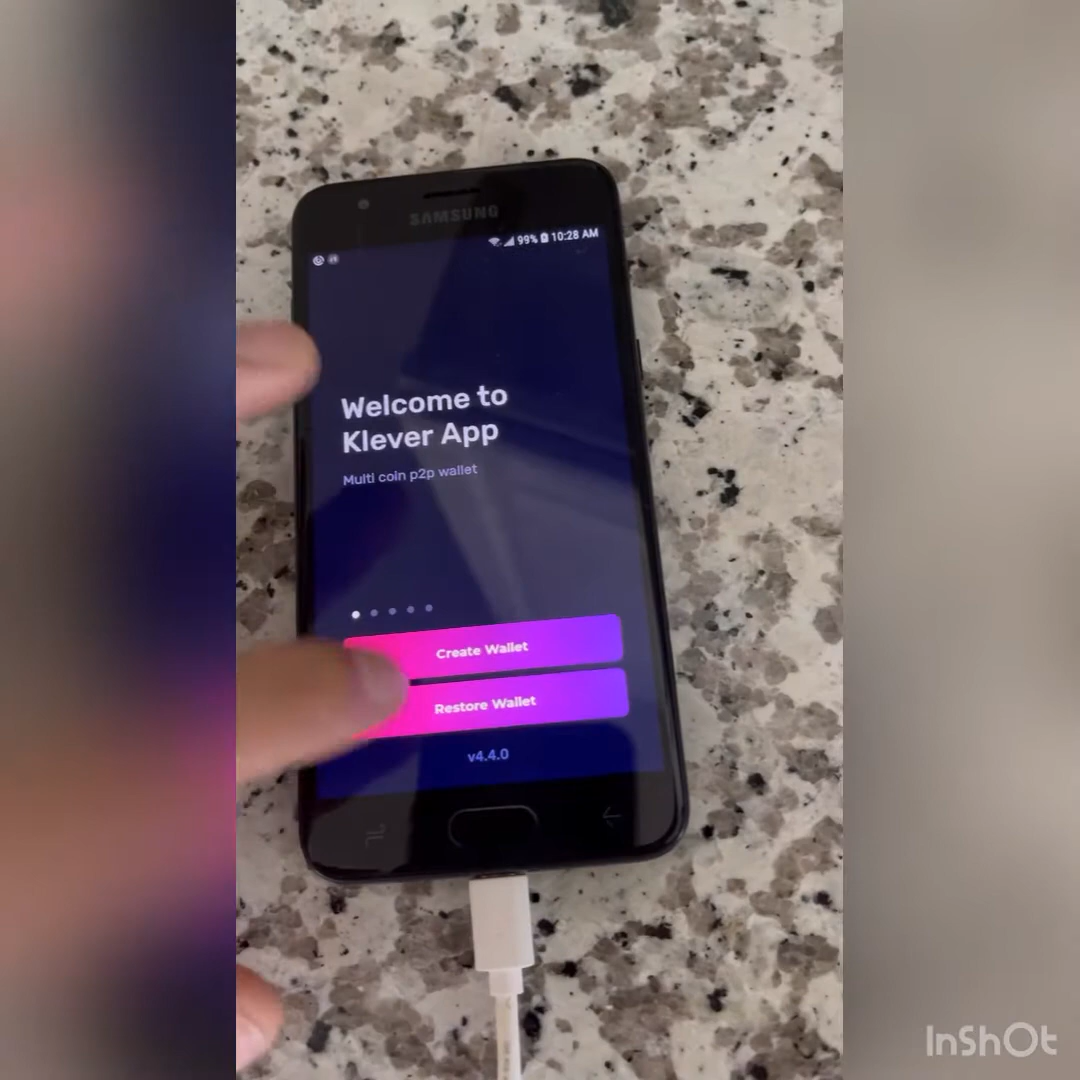 SAMSUNG
99% 10:28 AM
Welcome to
Klever App
Multi coin p2p wallet
Create Wallet
Restore Wallet
v4.4.0
InShOt